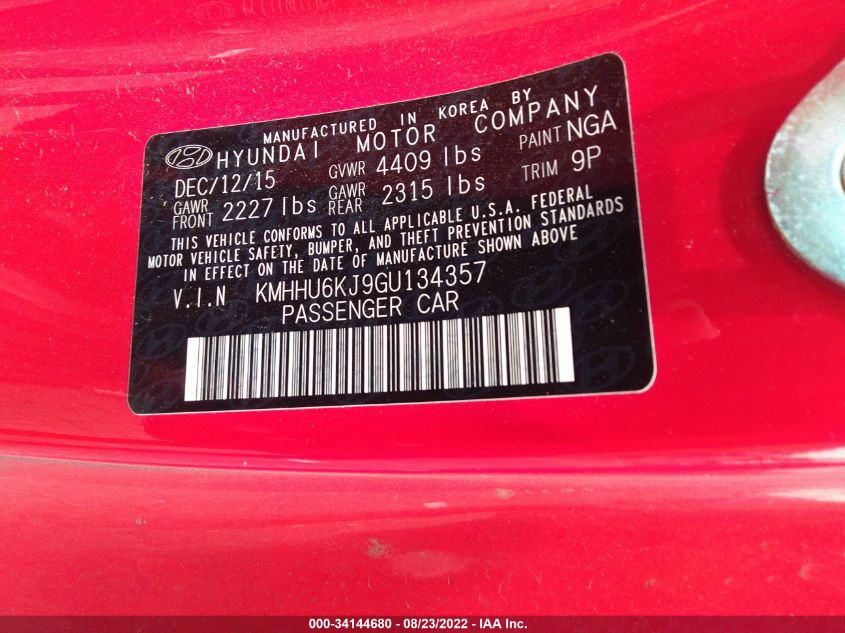 MANUFACTURED IN KOREA BY
HYUNDAI MOTOR COMPANY
DEC/12/15 GVWR 4409 lbs PAINT NGA
GAWR FRONT 2227 lbs GAWR REAR 2315 lbs TRIM 9P
THIS VEHICLE CONFORMS TO ALL APPLICABLE U.S.A. FEDERAL
MOTOR VEHICLE SAFETY, BUMPER, AND THEFT PREVENTION STANDARDS
IN EFFECT ON THE DATE OF MANUFACTURE SHOWN ABOVE
V.I.N KMHHU6KJ9GU134357
PASSENGER CAR
000-34144680 - 08/23/2022 - IAA Inc.